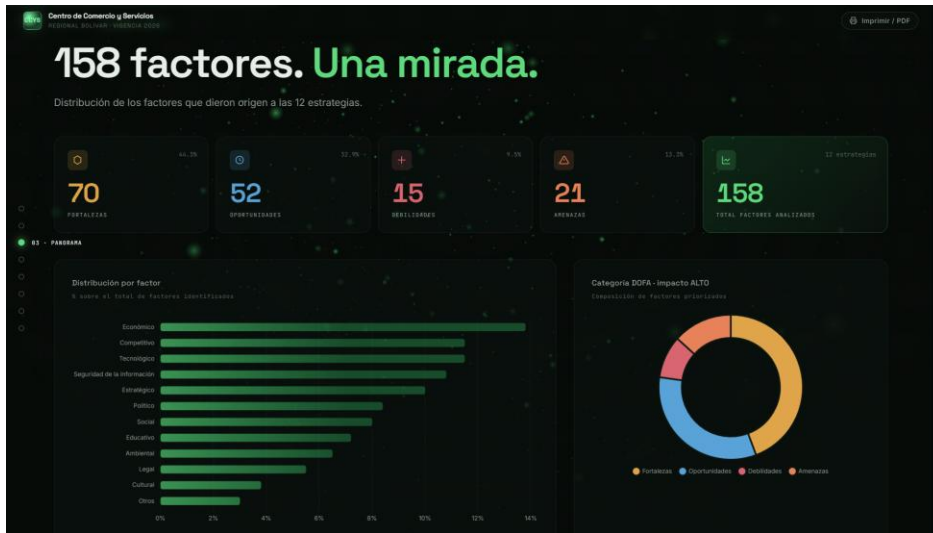 Centro de Comercio y Servicios
REGIONAL BOLÍVAR · VIGENCIA 2025
Imprimir / PDF
158 factores. Una mirada.
Distribución de los factores que dieron origen a las 12 estrategias.
44.3%
70
FORTALEZAS
32.9%
52
OPORTUNIDADES
9.5%
15
DEBILIDADES
13.3%
21
AMENAZAS
12 estrategias
158
TOTAL FACTORES ANALIZADOS
03 · PANORAMA
Distribución por factor
% sobre el total de factores identificados
Económico
Competitivo
Tecnológico
Seguridad de la información
Estratégico
Político
Social
Educativo
Ambiental
Legal
Cultural
Otros
0% 2% 4% 6% 8% 10% 12% 14%
Categoría DOFA · impacto ALTO
Composición de factores priorizados
Fortalezas Oportunidades Debilidades Amenazas